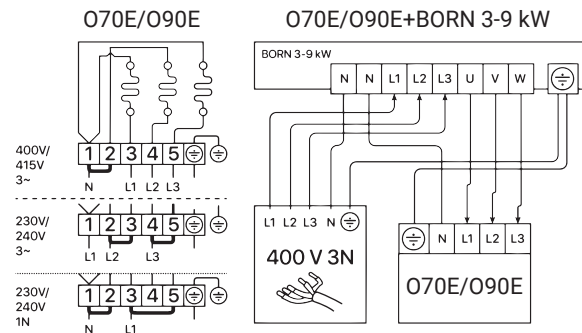 O70E/O90E
400V/
415V
3~
1 2 3 4 5
N L1 L2 L3
230V/
240V
3~
1 2 3 4 5
L1 L2 L3
230V/
240V
1N
1 2 3 4 5
N L1
O70E/O90E+BORN 3-9 kW
BORN 3-9 kW
N N L1 L2 L3 U V W
L1 L2 L3 N
400 V 3N
N L1 L2 L3
O70E/O90E